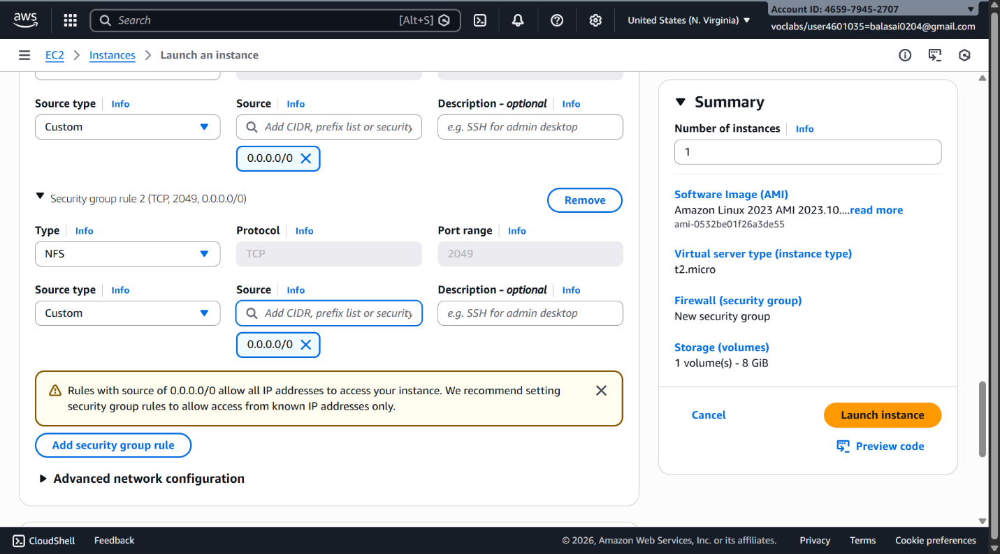 aws
Search [Alt+S]
United States (N. Virginia)
Account ID: 4659-7945-2707
voclabs/user4601035=balasai0204@gmail.com
EC2 Instances Launch an instance
Source type Info Source Info Description - optional Info
Custom Add CIDR, prefix list or security e.g. SSH for admin desktop
0.0.0.0/0
Security group rule 2 (TCP, 2049, 0.0.0.0/0) Remove
Type Info Protocol Info Port range Info
NFS TCP 2049
Source type Info Source Info Description - optional Info
Custom Add CIDR, prefix list or security e.g. SSH for admin desktop
0.0.0.0/0
Rules with source of 0.0.0.0/0 allow all IP addresses to access your instance. We recommend setting
security group rules to allow access from known IP addresses only.
Add security group rule
Advanced network configuration
Summary
Number of instances Info
1
Software Image (AMI)
Amazon Linux 2023 AMI 2023.10....read more
ami-0532be01f26a3de55
Virtual server type (instance type)
t2.micro
Firewall (security group)
New security group
Storage (volumes)
1 volume(s) - 8 GiB
Cancel Launch instance
Preview code
CloudShell Feedback © 2026, Amazon Web Services, Inc. or its affiliates. Privacy Terms Cookie preferences